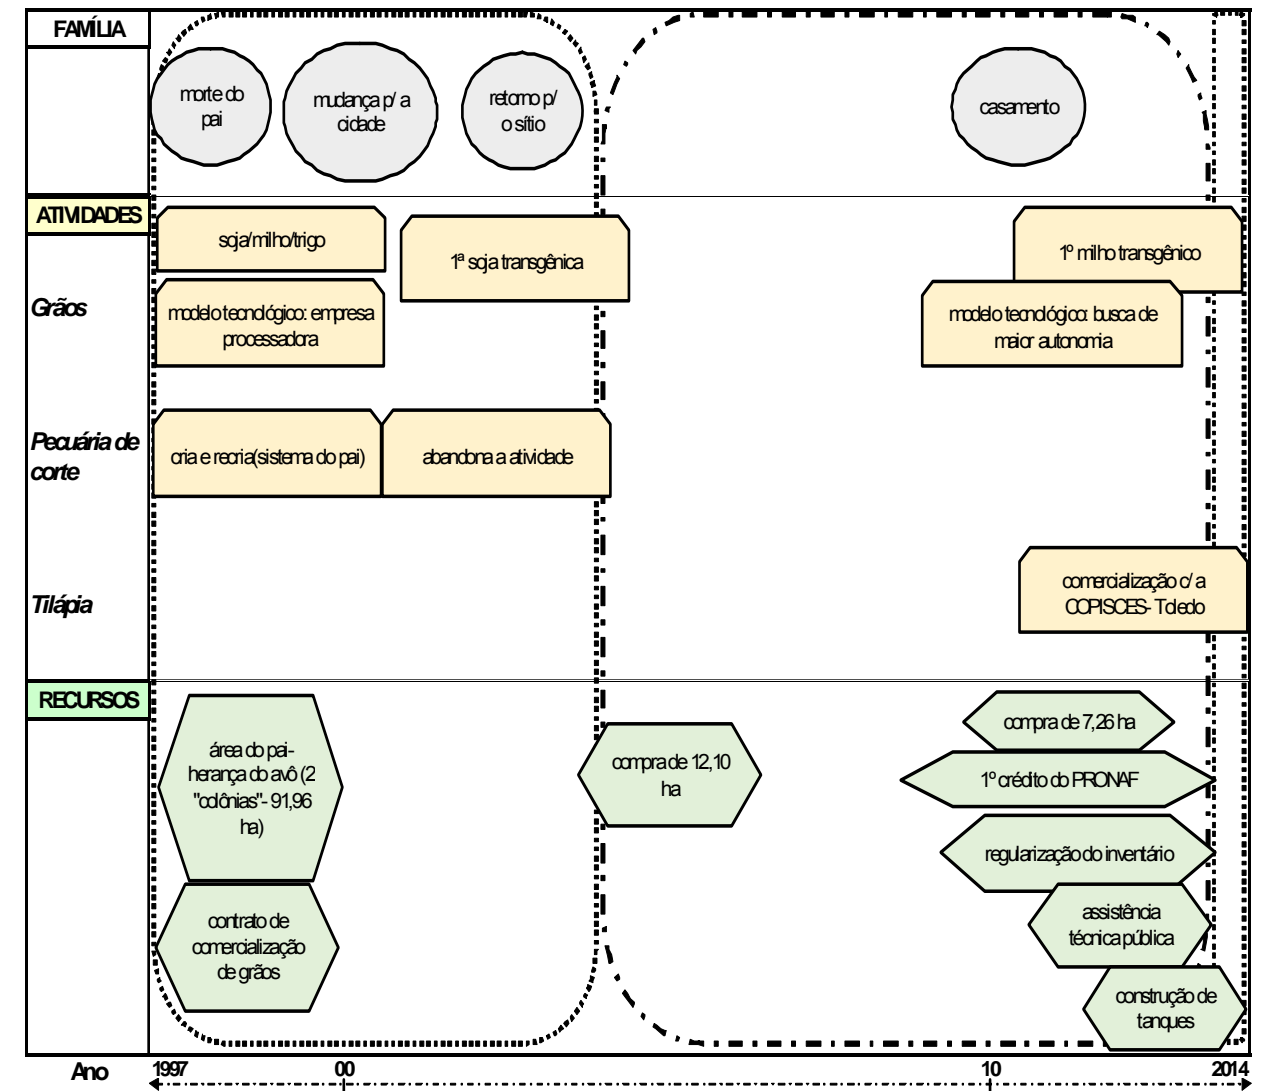 FAMÍLIA
morte do
pai
mudança p/ a
cidade
retorno p/
o sítio
casamento
ATIVIDADES
soja/milho/trigo
1ª soja transgênica
1º milho transgênico
Grãos
modelo tecnológico: empresa
processadora
modelo tecnológico: busca de
maior autonomia
Pecuária de
corte
cria e recria(sistema do pai)
abandona a atividade
Tilápia
comercialização c/ a
COPISCES- Toledo
RECURSOS
área do pai-
herança do avô (2
"colônias"- 91,96
ha)
compra de 12,10
ha
compra de 7,26 ha
1º crédito do PRONAF
regularização do inventário
contrato de
comercialização
de grãos
assistência
técnica pública
construção de
tanques
Ano
1997
00
10
2014